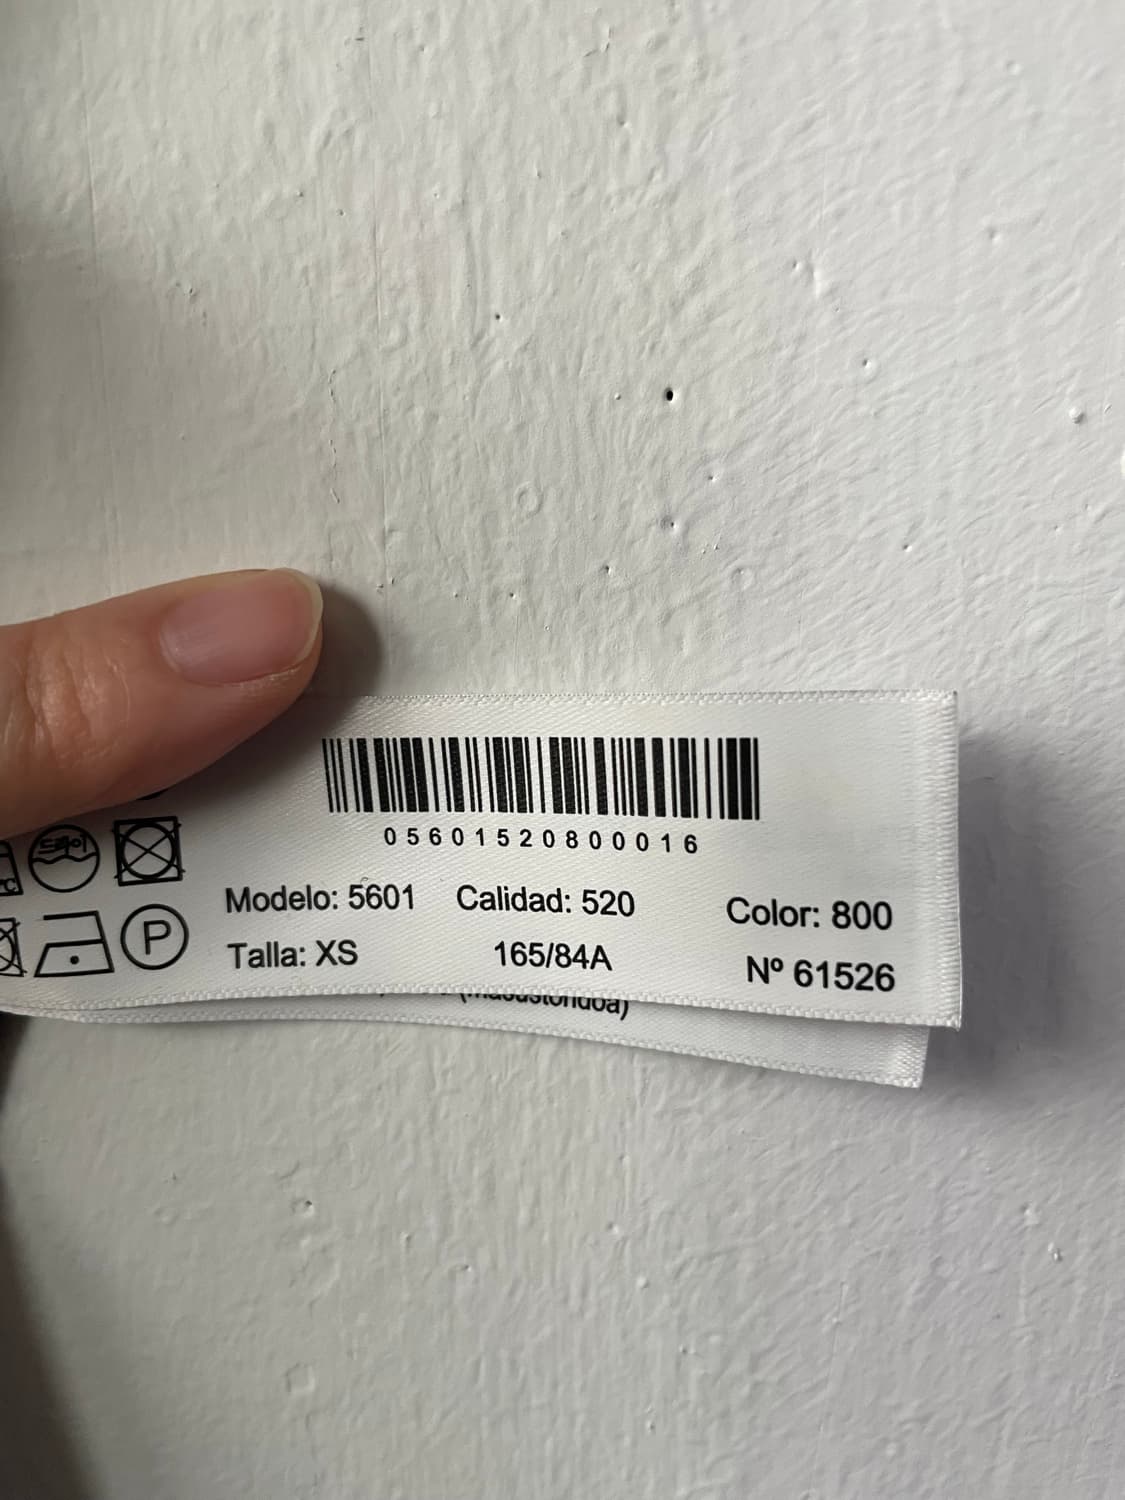 05601520800016
Modelo: 5601 Calidad: 520 Color: 800
Talla: XS 165/84A Nº 61526
P